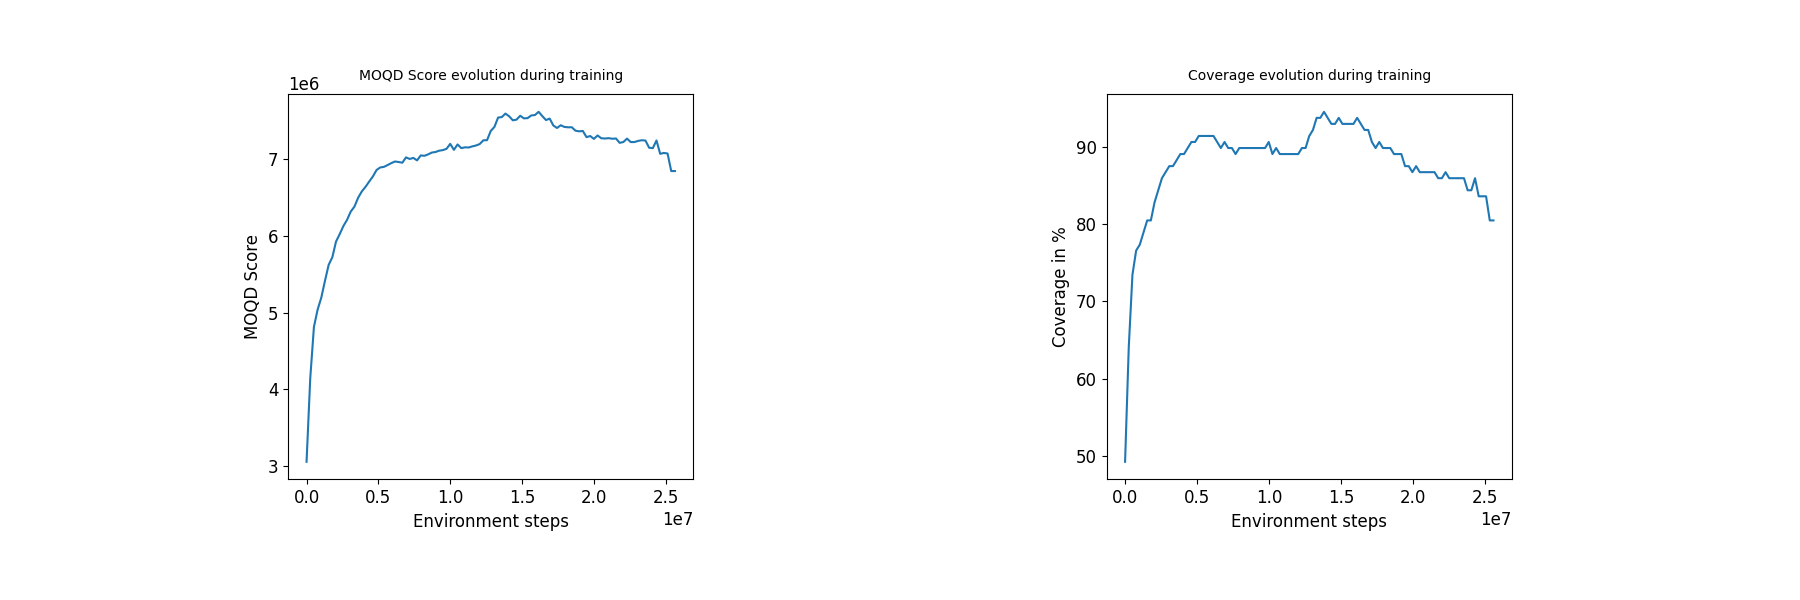 MOQD Score evolution during training
1e6
7
6
5
4
3
MOQD Score
0.0 0.5 1.0 1.5 2.0 2.5
1e7
Environment steps
Coverage evolution during training
90
80
70
60
50
Coverage in %
0.0 0.5 1.0 1.5 2.0 2.5
1e7
Environment steps